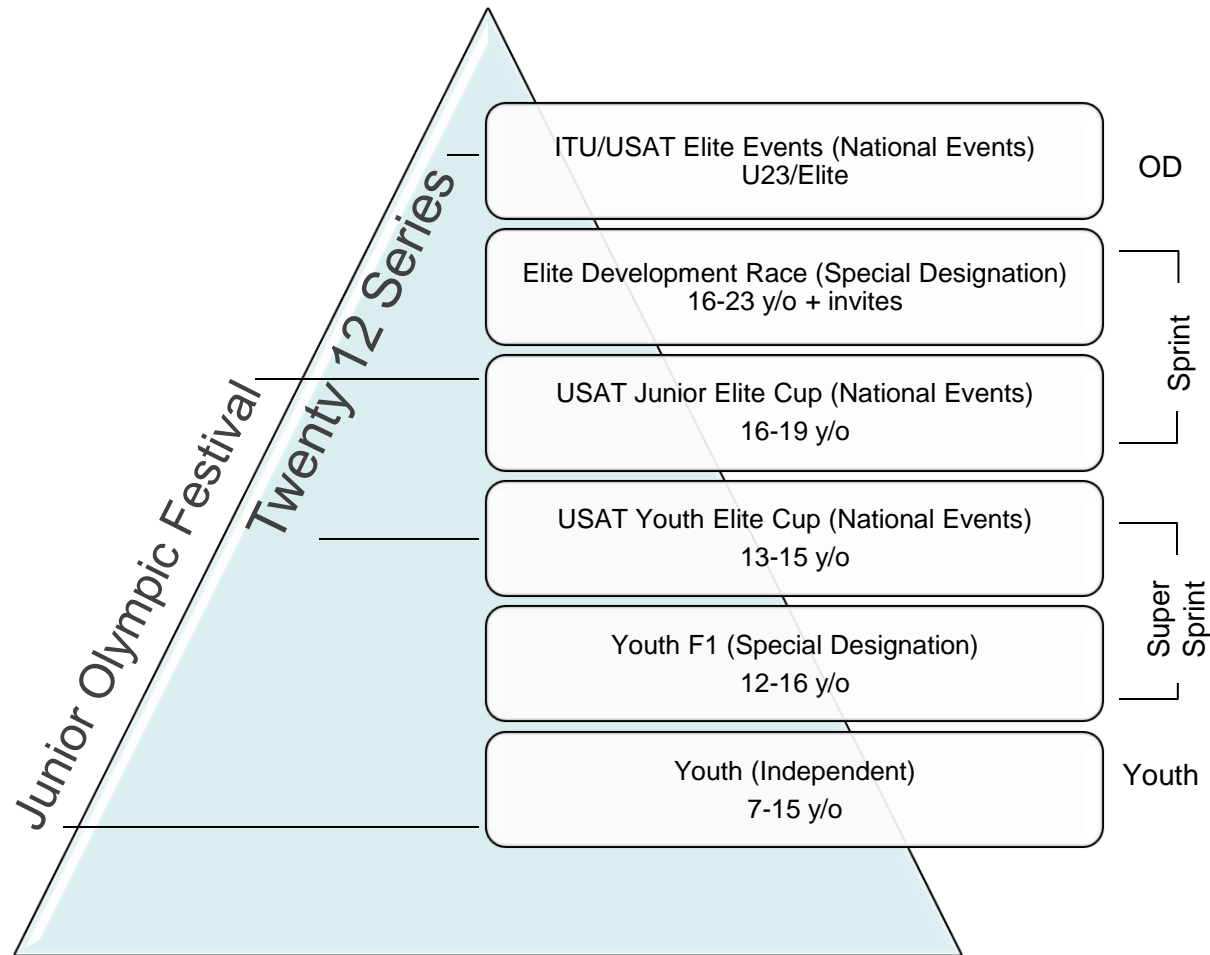 ITU/USAT Elite Events (National Events)
U23/Elite
OD
Elite Development Race (Special Designation)
16-23 y/o + invites
Sprint
USAT Junior Elite Cup (National Events)
16-19 y/o
USAT Youth Elite Cup (National Events)
13-15 y/o
Super
Sprint
Youth F1 (Special Designation)
12-16 y/o
Youth (Independent)
7-15 y/o
Youth
Twenty 12 Series
Junior Olympic Festival